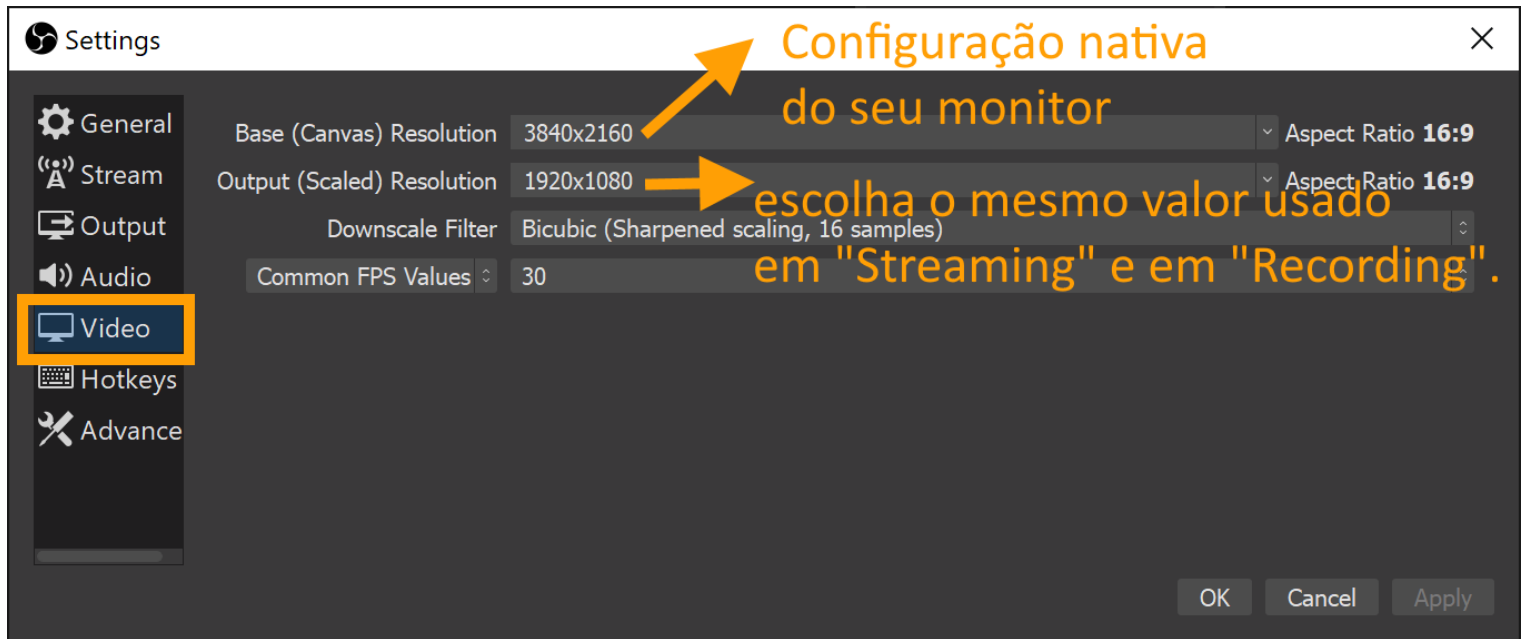 Settings
Configuração nativa
do seu monitor
General
Base (Canvas) Resolution 3840x2160 Aspect Ratio 16:9
Stream
Output (Scaled) Resolution 1920x1080 Aspect Ratio 16:9
escolha o mesmo valor usado
Output
Downscale Filter Bicubic (Sharpened scaling, 16 samples)
em "Streaming" e em "Recording".
Audio
Common FPS Values 30
Video
Hotkeys
Advance
OK Cancel Apply